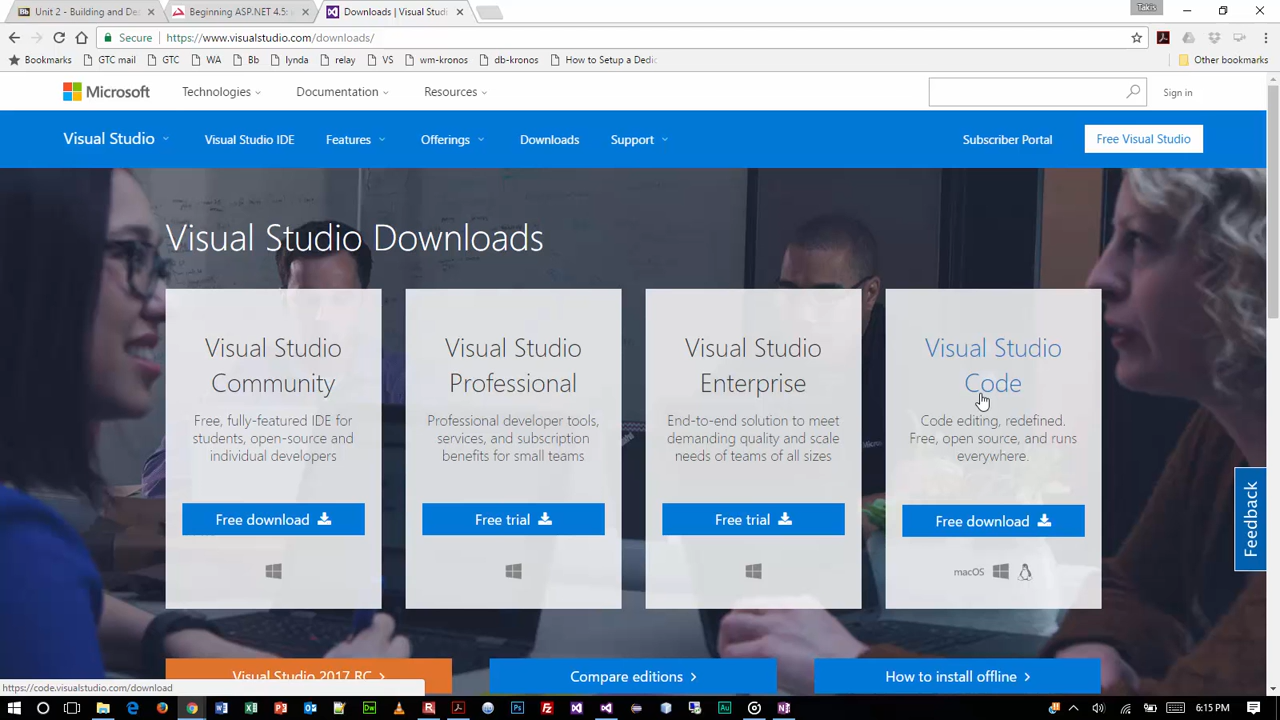 Unit 2 - Building and De
Beginning ASP.NET 4.5:
Downloads | Visual Studi
Takis
Secure
https://www.visualstudio.com/downloads/
Bookmarks
GTC mail
GTC
WA
Bb
lynda
relay
VS
wm-kronos
db-kronos
How to Setup a Dedic
Other bookmarks
Microsoft
Technologies
Documentation
Resources
Sign in
Visual Studio
Visual Studio IDE
Features
Offerings
Downloads
Support
Subscriber Portal
Free Visual Studio
Visual Studio Downloads
Visual Studio
Community
Free, fully-featured IDE for
students, open-source and
individual developers
Free download
Visual Studio
Professional
Professional developer tools,
services, and subscription
benefits for small teams
Free trial
Visual Studio
Enterprise
End-to-end solution to meet
demanding quality and scale
needs of teams of all sizes
Free trial
Visual Studio
Code
Code editing, redefined.
Free, open source, and runs
everywhere.
Free download
macOS
Feedback
Visual Studio 2017 RC
Compare editions
How to install offline
https://code.visualstudio.com/download
6:15 PM